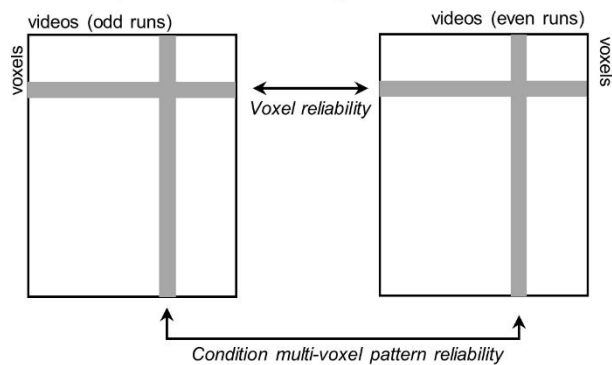 videos (odd runs)
videos (even runs)
voxels
voxels
Voxel reliability
Condition multi-voxel pattern reliability